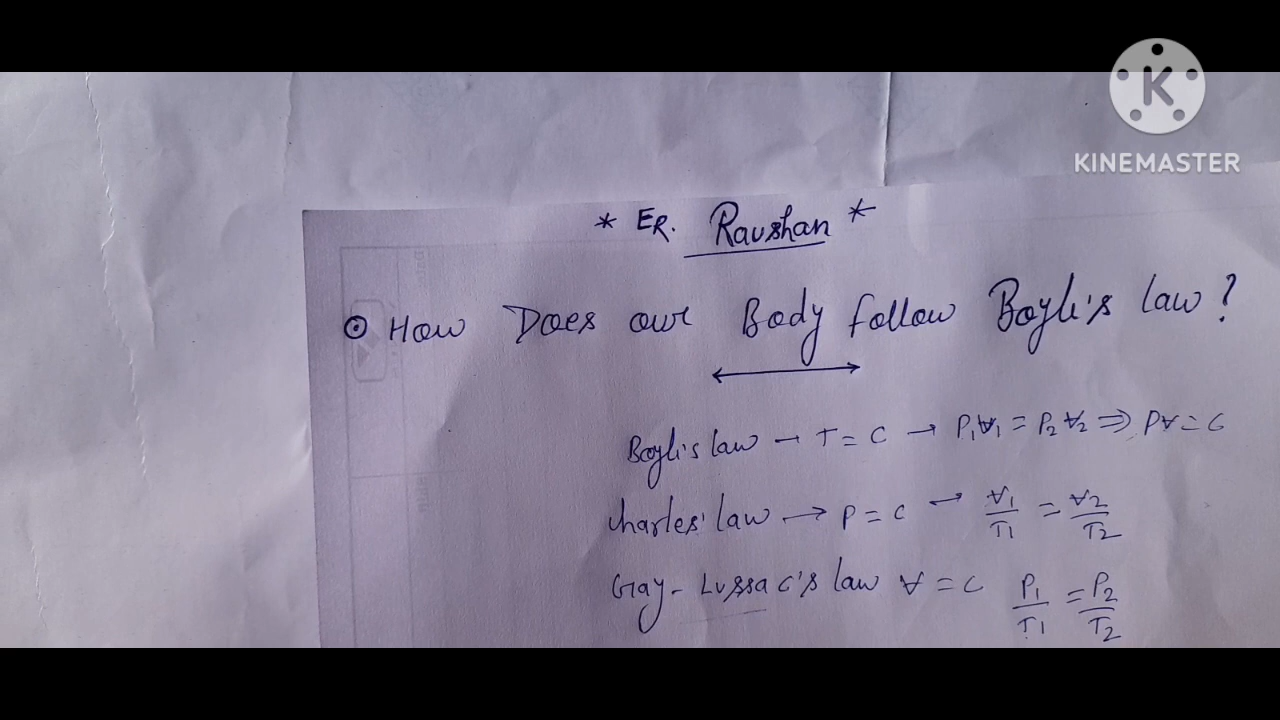 KINEMASTER
* ER. Raushan *
How Does our Body follow Boyle's law?
Boyle's law → T = C → P₁V₁ = P₂V₂ ⇒ PV = C
Charles' law → P = C → V₁/T₁ = V₂/T₂
Gray-Lussac's law V = C P₁/T₁ = P₂/T₂